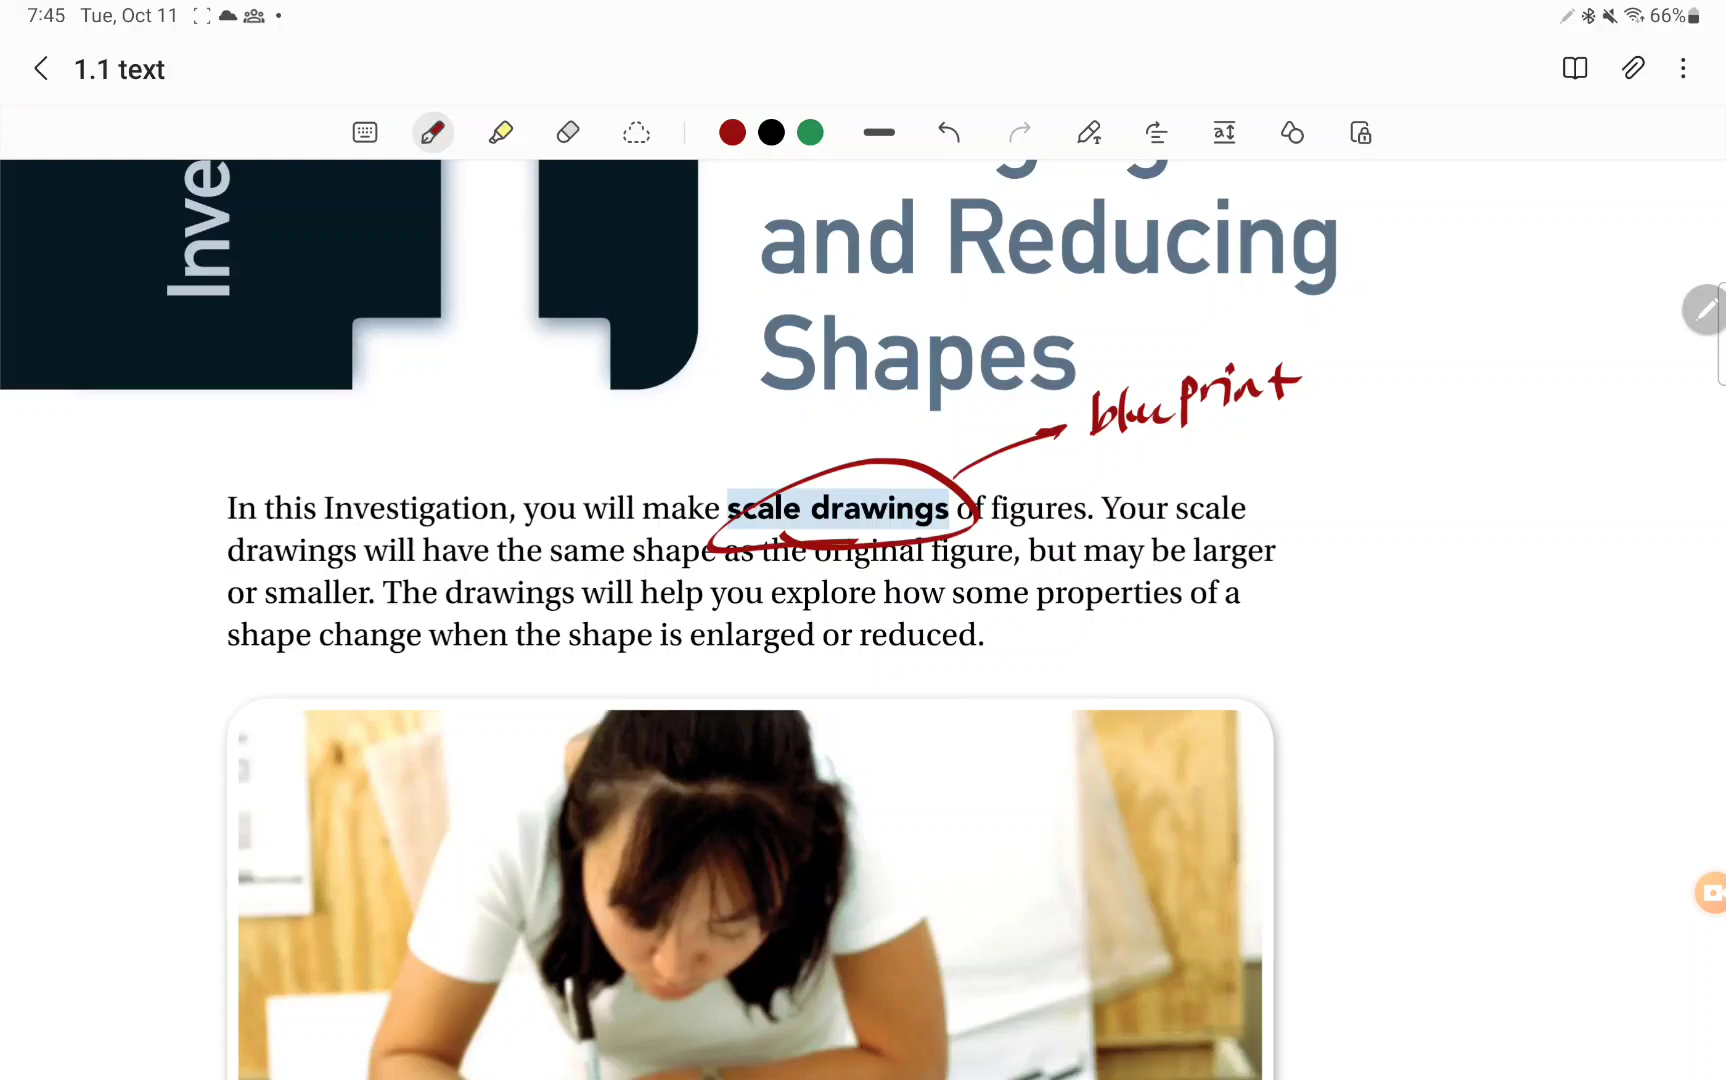 7:45 Tue, Oct 11 66%
1.1 text
Inve
and Reducing
Shapes
blueprint
In this Investigation, you will make scale drawings of figures. Your scale
drawings will have the same shape as the original figure, but may be larger
or smaller. The drawings will help you explore how some properties of a
shape change when the shape is enlarged or reduced.